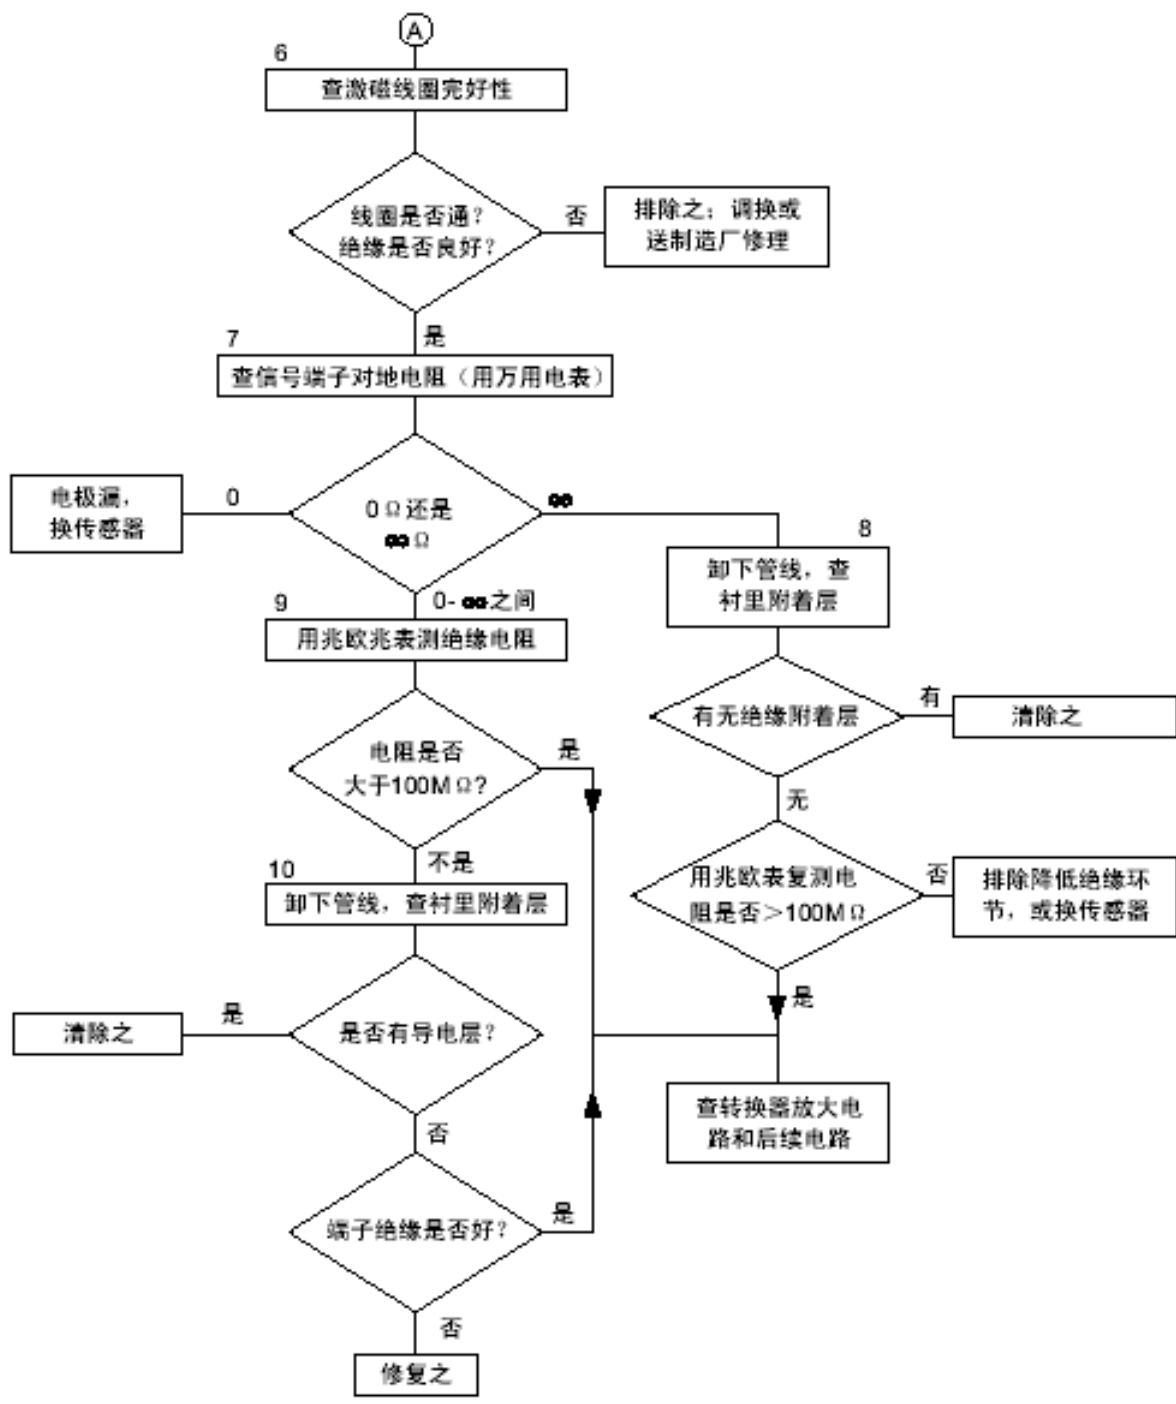 A
6
查激磁线圈完好性
线圈是否通？
绝缘是否良好？
否
排除之；调换或
送制造厂修理
是
7
查信号端子对地电阻（用万用电表）
电极漏，
换传感器
0
0Ω还是
∞Ω
∞
8
卸下管线，查
衬里附着层
0-∞之间
9
用兆欧兆表测绝缘电阻
有无绝缘附着层
有
清除之
电阻是否
大于100MΩ?
是
无
不是
10
卸下管线，查衬里附着层
用兆欧表复测电
阻是否＞100MΩ
否
排除降低绝缘环
节，或换传感器
是
清除之
是
是否有导电层？
查转换器放大电
路和后续电路
否
端子绝缘是否好？
是
否
修复之